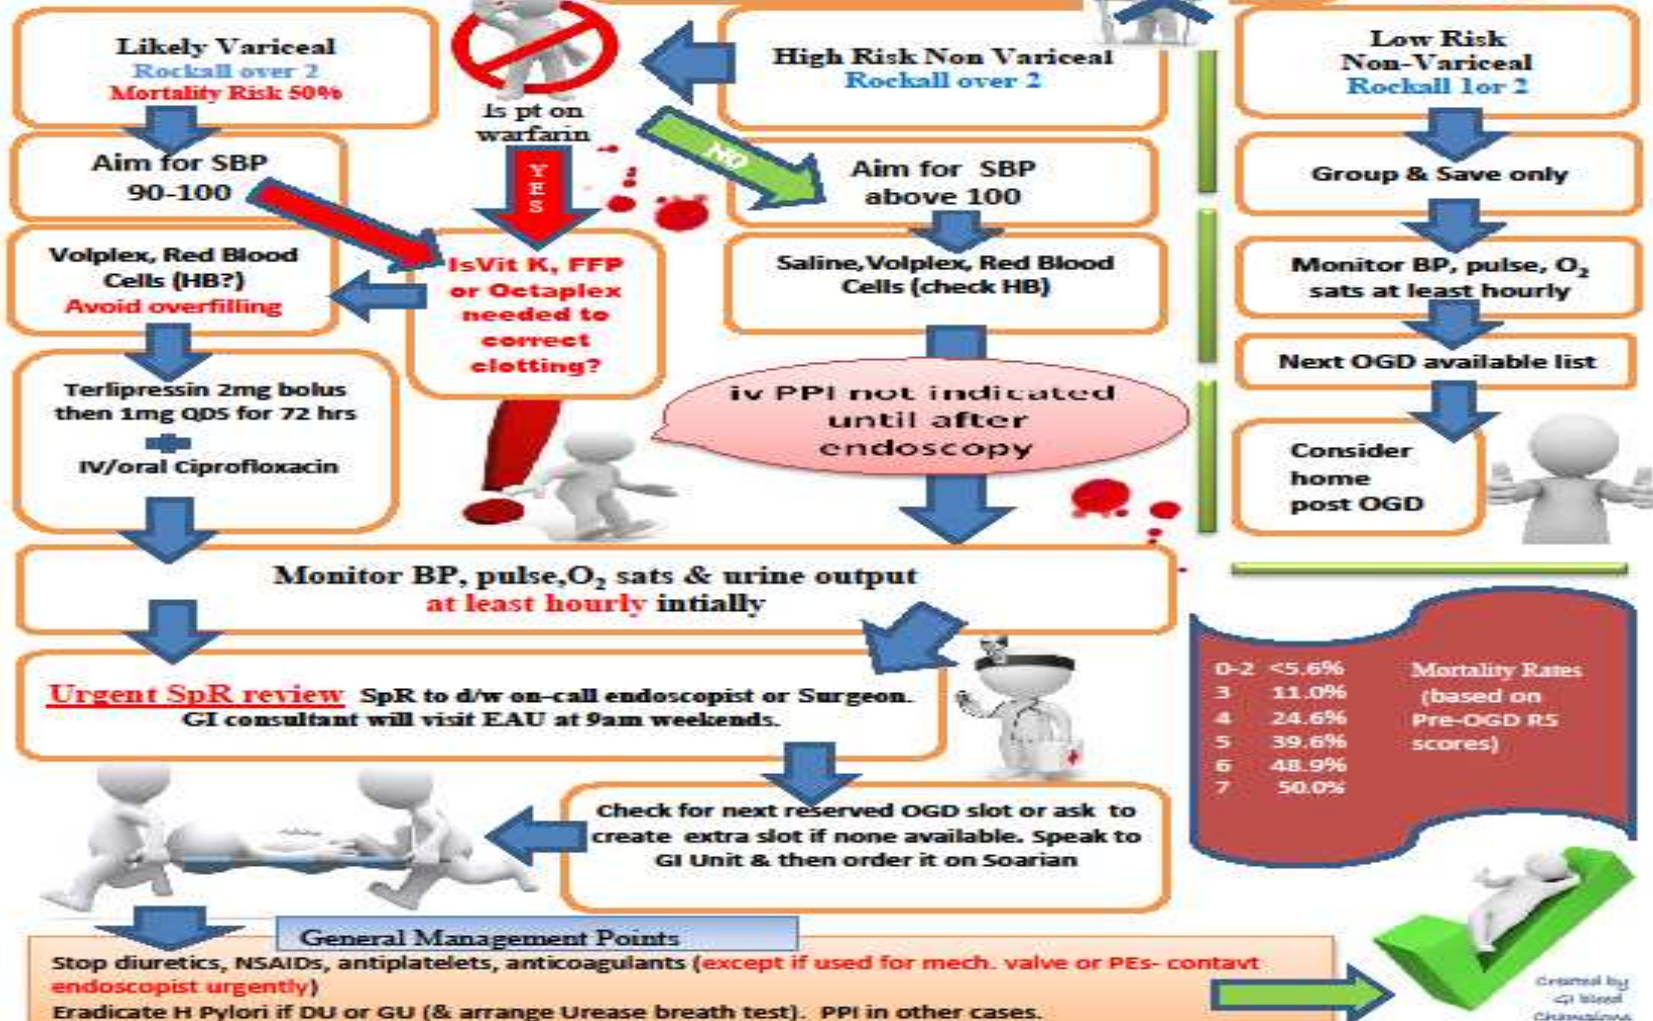 Likely Variceal
Rockall over 2
Mortality Risk 50%
Aim for SBP
90-100
Volplex, Red Blood
Cells (HB?)
Avoid overfilling
Terlipressin 2mg bolus
then 1mg QDS for 72 hrs
IV/oral Ciprofloxacin
Is pt on
warfarin
YES
NO
IsVit K, FFP
or Octaplex
needed to
correct
clotting?
High Risk Non Variceal
Rockall over 2
Aim for SBP
above 100
Saline,Volplex, Red Blood
Cells (check HB)
iv PPI not indicated
until after
endoscopy
Low Risk
Non-Variceal
Rockall 1or 2
Group & Save only
Monitor BP, pulse, O₂
sats at least hourly
Next OGD available list
Consider
home
post OGD
Monitor BP, pulse,O₂ sats & urine output
at least hourly intially
Urgent SpR review SpR to d/w on-call endoscopist or Surgeon.
GI consultant will visit EAU at 9am weekends.
Check for next reserved OGD slot or ask to
create extra slot if none available. Speak to
GI Unit & then order it on Soarian
0-2 <5.6%
3 11.0%
4 24.6%
5 39.6%
6 48.9%
7 50.0%
Mortality Rates
(based on
Pre-OGD RS
scores)
General Management Points
Stop diuretics, NSAIDs, antiplatelets, anticoagulants (except if used for mech. valve or PEs- contavt
endoscopist urgently)
Eradicate H Pylori if DU or GU (& arrange Urease breath test). PPI in other cases.
Created by
GI bleed
Champions